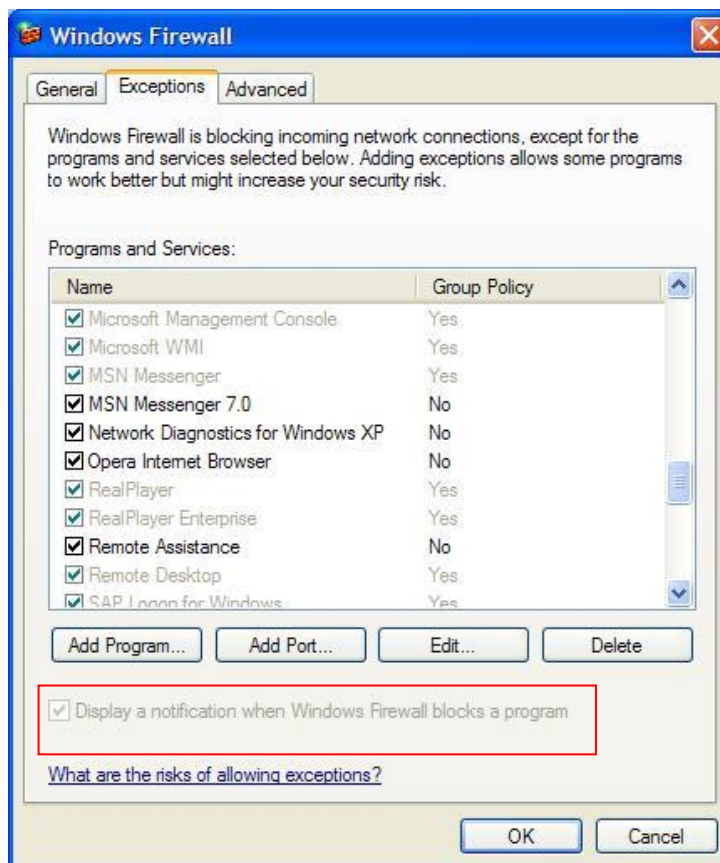 Windows Firewall
General Exceptions Advanced
Windows Firewall is blocking incoming network connections, except for the
programs and services selected below. Adding exceptions allows some programs
to work better but might increase your security risk.
Programs and Services:
Name Group Policy
Microsoft Management Console Yes
Microsoft WMI Yes
MSN Messenger Yes
MSN Messenger 7.0 No
Network Diagnostics for Windows XP No
Opera Internet Browser No
RealPlayer Yes
RealPlayer Enterprise Yes
Remote Assistance No
Remote Desktop Yes
SAP Logon for Windows Yes
Add Program... Add Port... Edit... Delete
Display a notification when Windows Firewall blocks a program
What are the risks of allowing exceptions?
OK Cancel